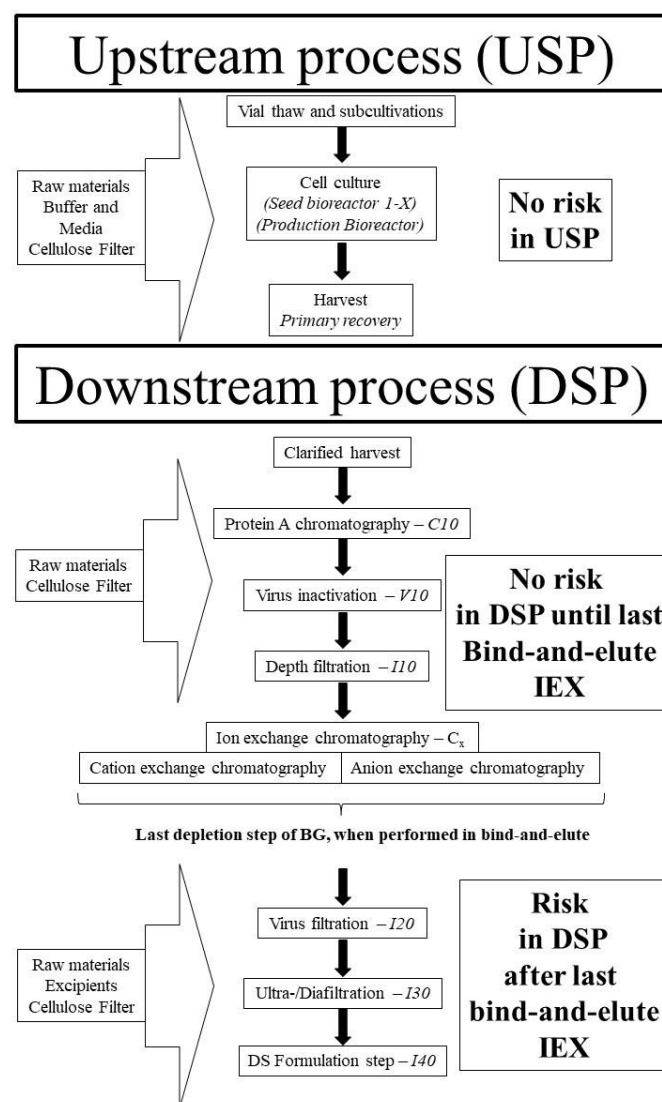 Upstream process (USP)
Vial thaw and subcultivations
Raw materials
Buffer and
Media
Cellulose Filter
Cell culture
(Seed bioreactor 1-X)
(Production Bioreactor)
No risk
in USP
Harvest
Primary recovery
Downstream process (DSP)
Clarified harvest
Protein A chromatography – C10
Raw materials
Cellulose Filter
Virus inactivation – V10
No risk
in DSP until last
Bind-and-elute
IEX
Depth filtration – I10
Ion exchange chromatography – Cₓ
Cation exchange chromatography
Anion exchange chromatography
Last depletion step of BG, when performed in bind-and-elute
Virus filtration – I20
Raw materials
Excipients
Cellulose Filter
Ultra-/Diafiltration – I30
Risk
in DSP
after last
bind-and-elute
IEX
DS Formulation step – I40